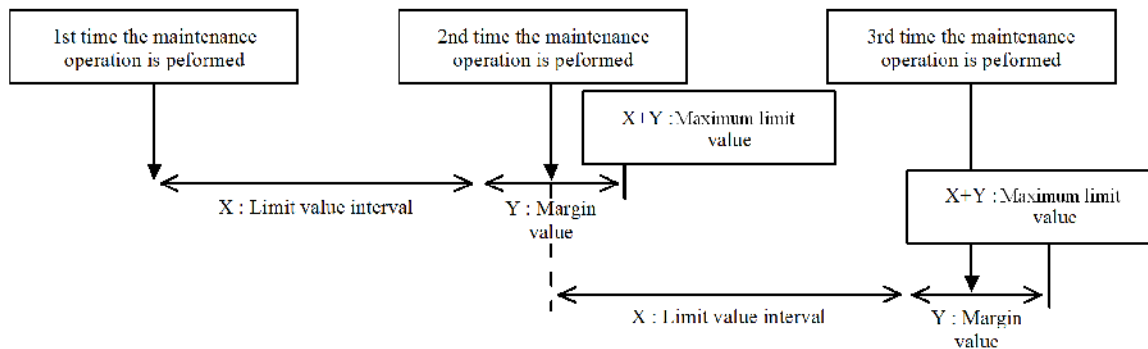 1st time the maintenance
operation is peformed
2nd time the maintenance
operation is peformed
3rd time the maintenance
operation is peformed
X+Y : Maximum limit
value
X : Limit value interval
Y : Margin
value
X+Y : Maximum limit
value
X : Limit value interval
Y : Margin
value